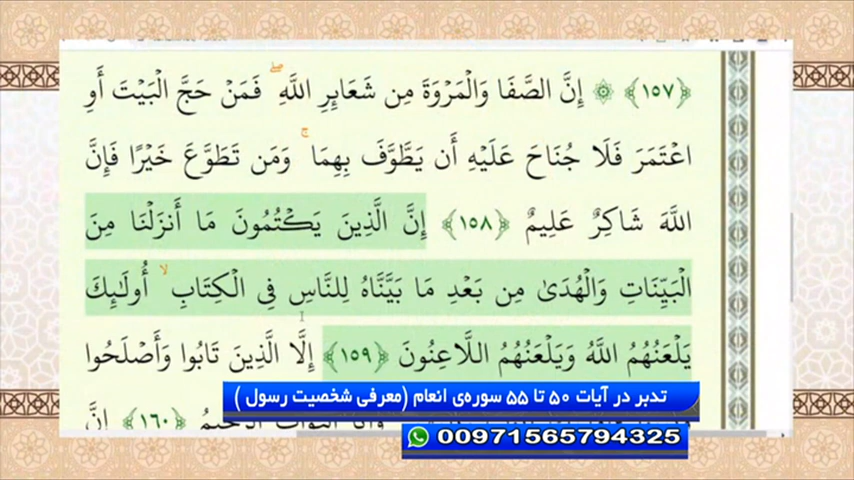 ﴿١٥٧﴾ ۞ إِنَّ الصَّفَا وَالْمَرْوَةَ مِن شَعَائِرِ اللَّهِ ۖ فَمَنْ حَجَّ الْبَيْتَ أَوِ
اعْتَمَرَ فَلَا جُنَاحَ عَلَيْهِ أَن يَطَّوَّفَ بِهِمَا ۚ وَمَن تَطَوَّعَ خَيْرًا فَإِنَّ
اللَّهَ شَاكِرٌ عَلِيمٌ ﴿١٥٨﴾ إِنَّ الَّذِينَ يَكْتُمُونَ مَا أَنزَلْنَا مِنَ
الْبَيِّنَاتِ وَالْهُدَىٰ مِن بَعْدِ مَا بَيَّنَّاهُ لِلنَّاسِ فِي الْكِتَابِ ۙ أُولَـٰئِكَ
يَلْعَنُهُمُ اللَّهُ وَيَلْعَنُهُمُ اللَّاعِنُونَ ﴿١٥٩﴾ إِلَّا الَّذِينَ تَابُوا وَأَصْلَحُوا
﴿١٦٠﴾ إِنَّ
تدبر در آیات ۵۰ تا ۵۵ سوره‌ی انعام (معرفی شخصیت رسول )
00971565794325